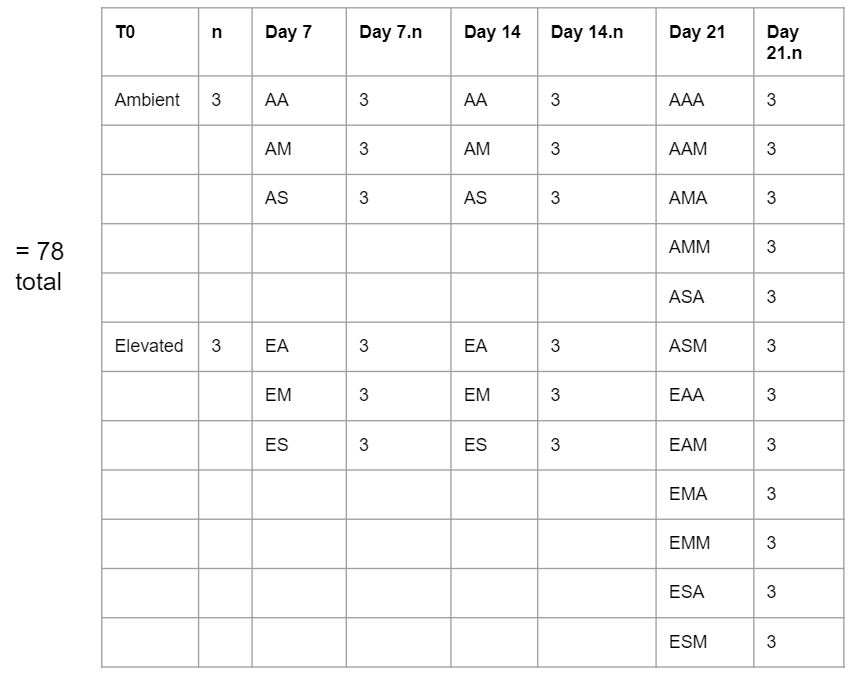 T0 n Day 7 Day 7.n Day 14 Day 14.n Day 21 Day 21.n
Ambient 3 AA 3 AA 3 AAA 3
AM 3 AM 3 AAM 3
AS 3 AS 3 AMA 3
AMM 3
ASA 3
Elevated 3 EA 3 EA 3 ASM 3
EM 3 EM 3 EAA 3
ES 3 ES 3 EAM 3
EMA 3
EMM 3
ESA 3
ESM 3
= 78
total